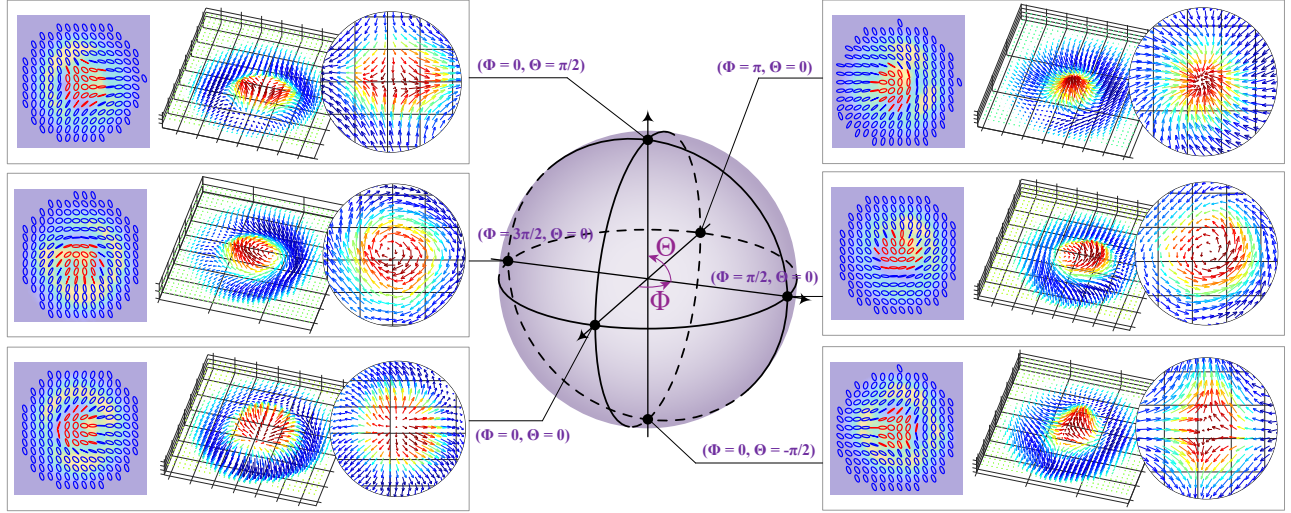 (Φ = 0, Θ = π/2)
(Φ = π, Θ = 0)
(Φ = 3π/2, Θ = 0)
Θ
(Φ = π/2, Θ = 0)
Φ
(Φ = 0, Θ = 0)
(Φ = 0, Θ = -π/2)